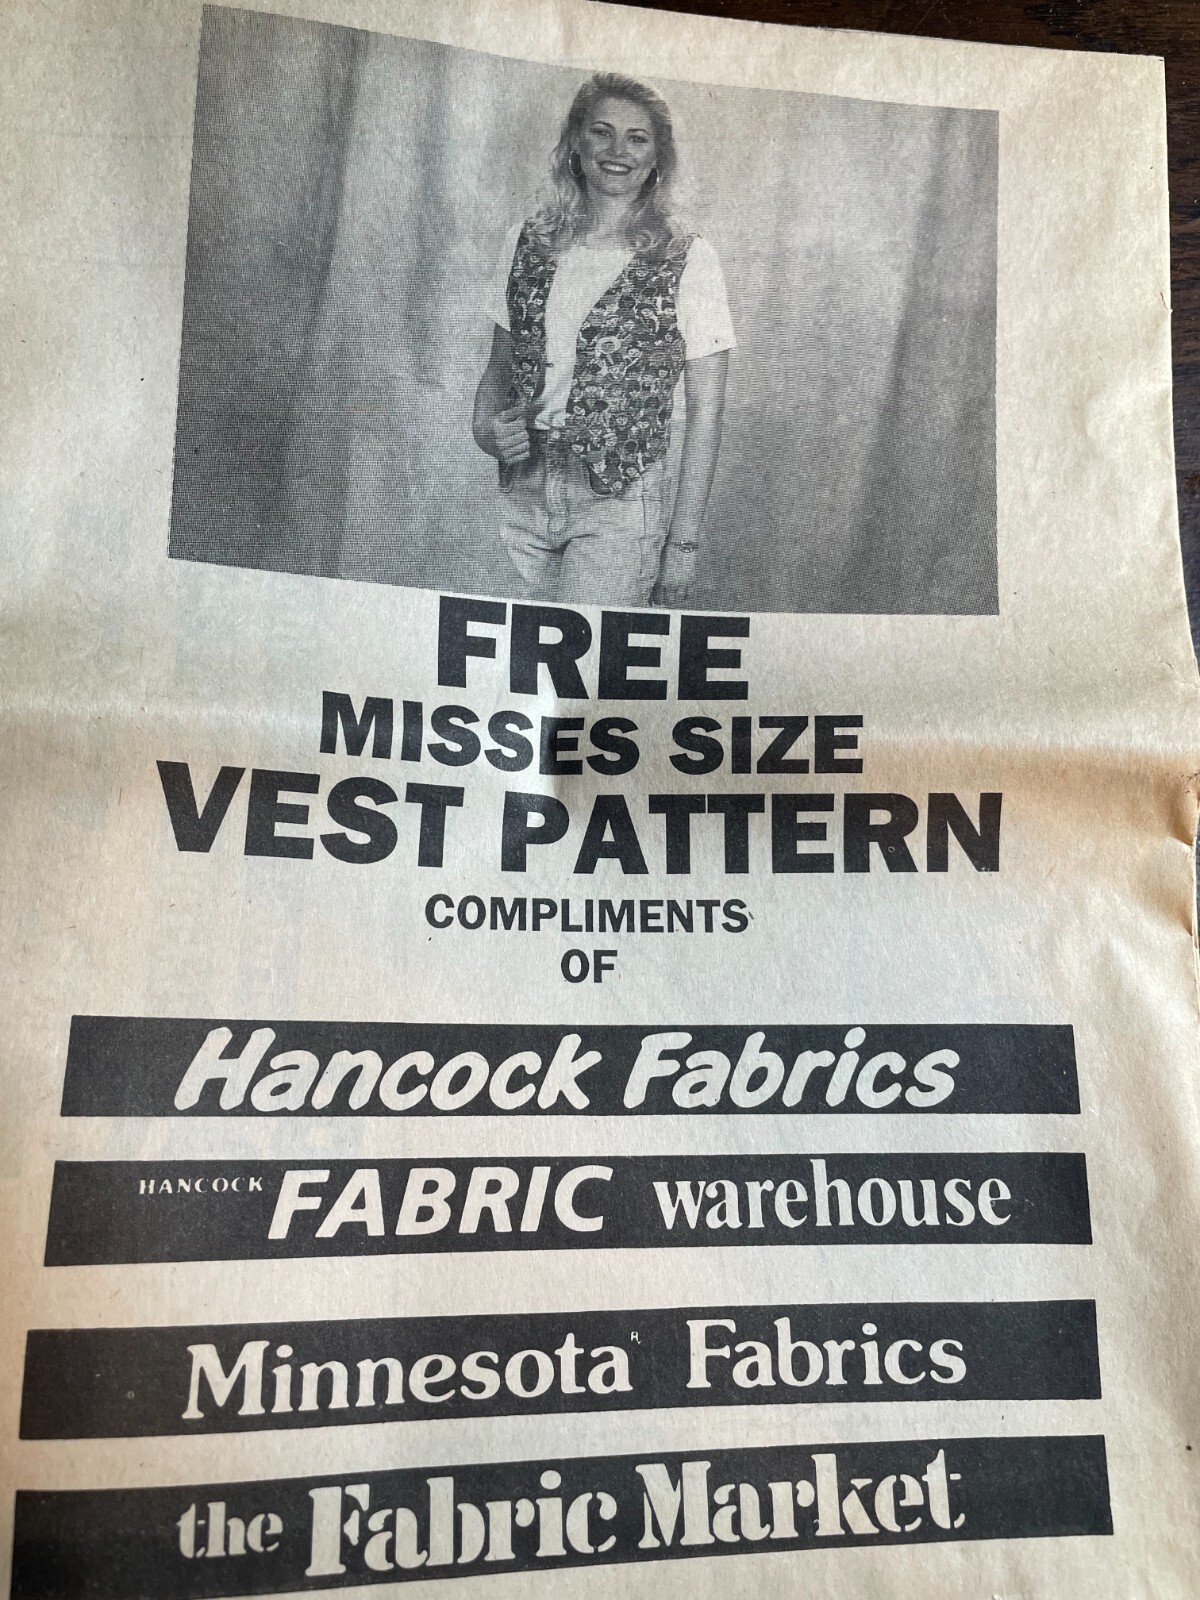 FREE
MISSES SIZE
VEST PATTERN
COMPLIMENTS
OF
Hancock Fabrics
HANCOCK FABRIC warehouse
Minnesota® Fabrics
the Fabric Market